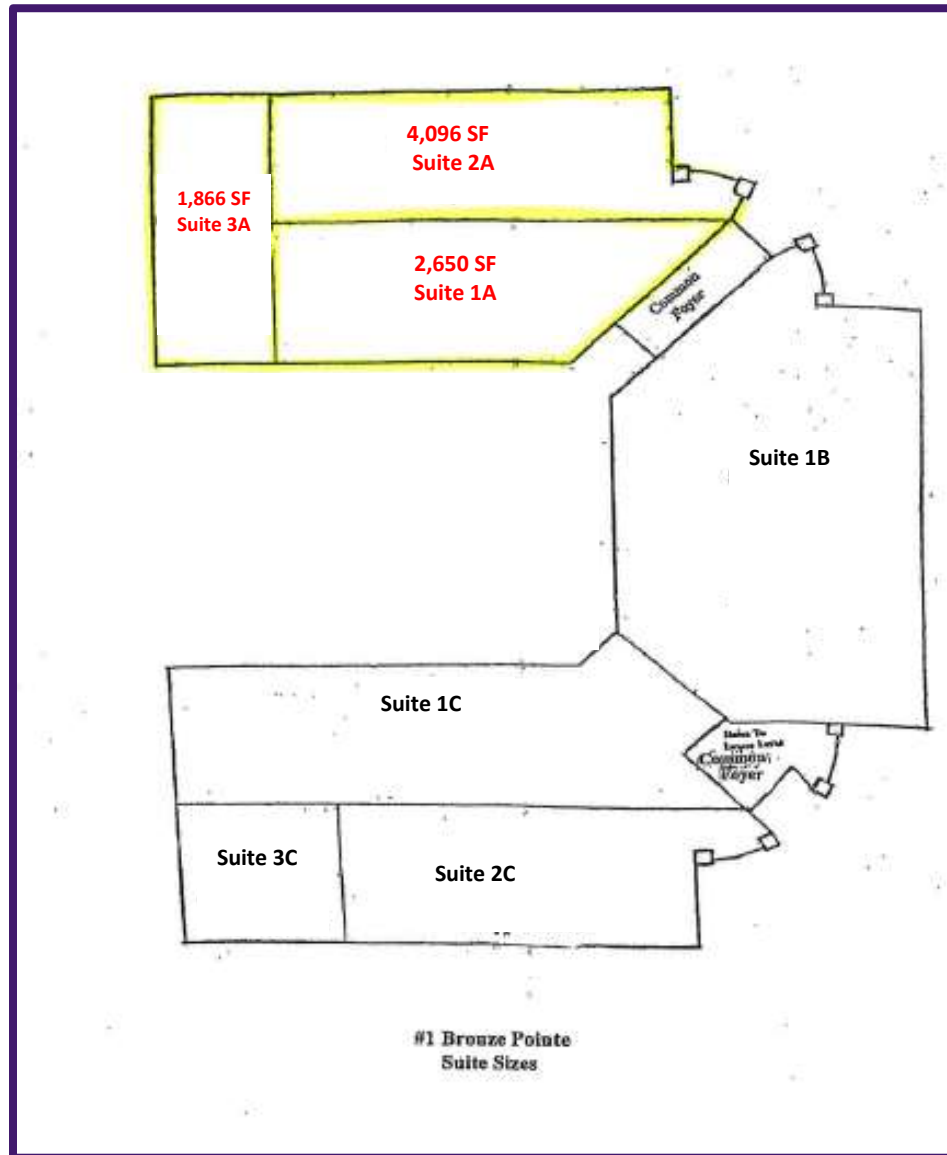 4,096 SF
Suite 2A
1,866 SF
Suite 3A
2,650 SF
Suite 1A
Common
Foyer
Suite 1B
Suite 1C
Common
Foyer
Suite 3C
Suite 2C
#1 Bronze Pointe
Suite Sizes